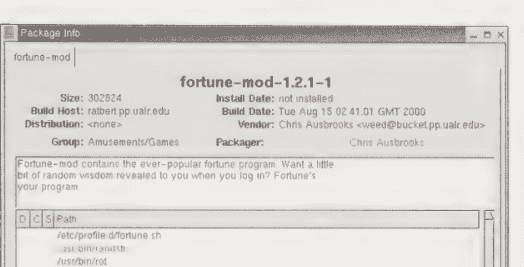 Package Info
fortune-mod
fortune-mod-1.2.1-1
Size: 302824 Install Date: not installed
Build Host: ratbert.pp.ualr.edu Build Date: Tue Aug 15 02:41:01 GMT 2000
Distribution: <none> Vendor: Chris Ausbrooks <weed@bucket.pp.ualr.edu>
Group: Amusements/Games Packager: Chris Ausbrooks
Fortune-mod contains the ever-popular fortune program. Want a little
bit of random wisdom revealed to you when you log in? Fortune's
your program
D C S Path
/etc/profile.d/fortune.sh
/usr/bin/rot